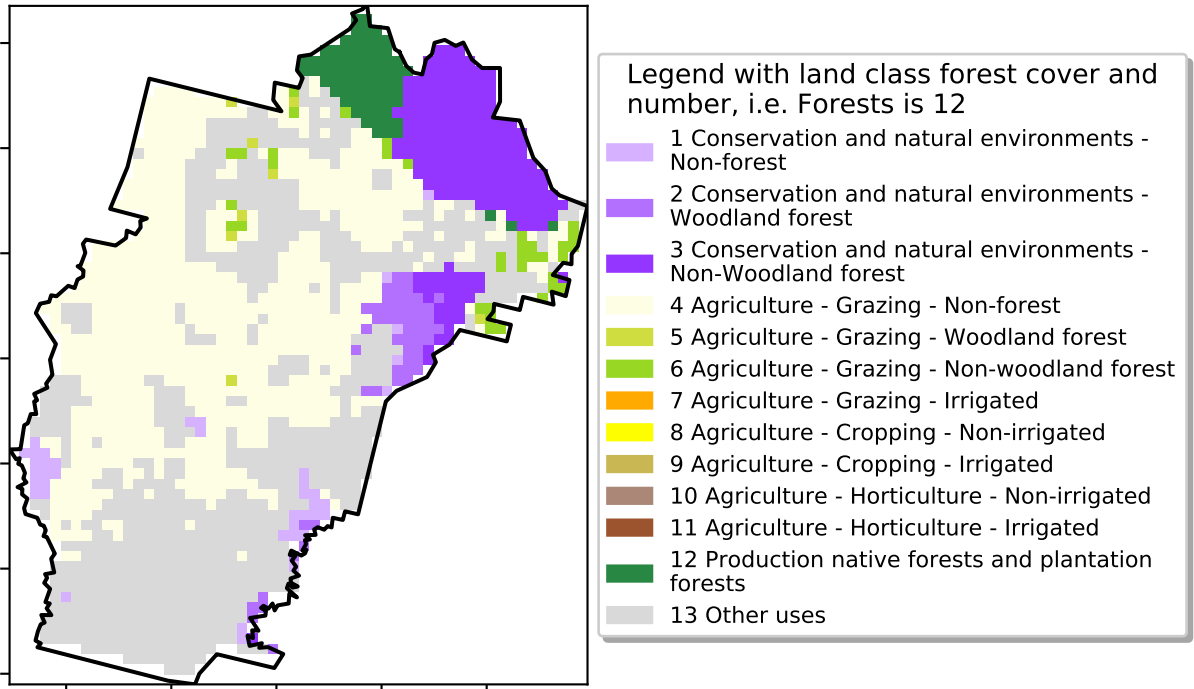 Legend with land class forest cover and
number, i.e. Forests is 12
1 Conservation and natural environments -
Non-forest
2 Conservation and natural environments -
Woodland forest
3 Conservation and natural environments -
Non-Woodland forest
4 Agriculture - Grazing - Non-forest
5 Agriculture - Grazing - Woodland forest
6 Agriculture - Grazing - Non-woodland forest
7 Agriculture - Grazing - Irrigated
8 Agriculture - Cropping - Non-irrigated
9 Agriculture - Cropping - Irrigated
10 Agriculture - Horticulture - Non-irrigated
11 Agriculture - Horticulture - Irrigated
12 Production native forests and plantation
forests
13 Other uses